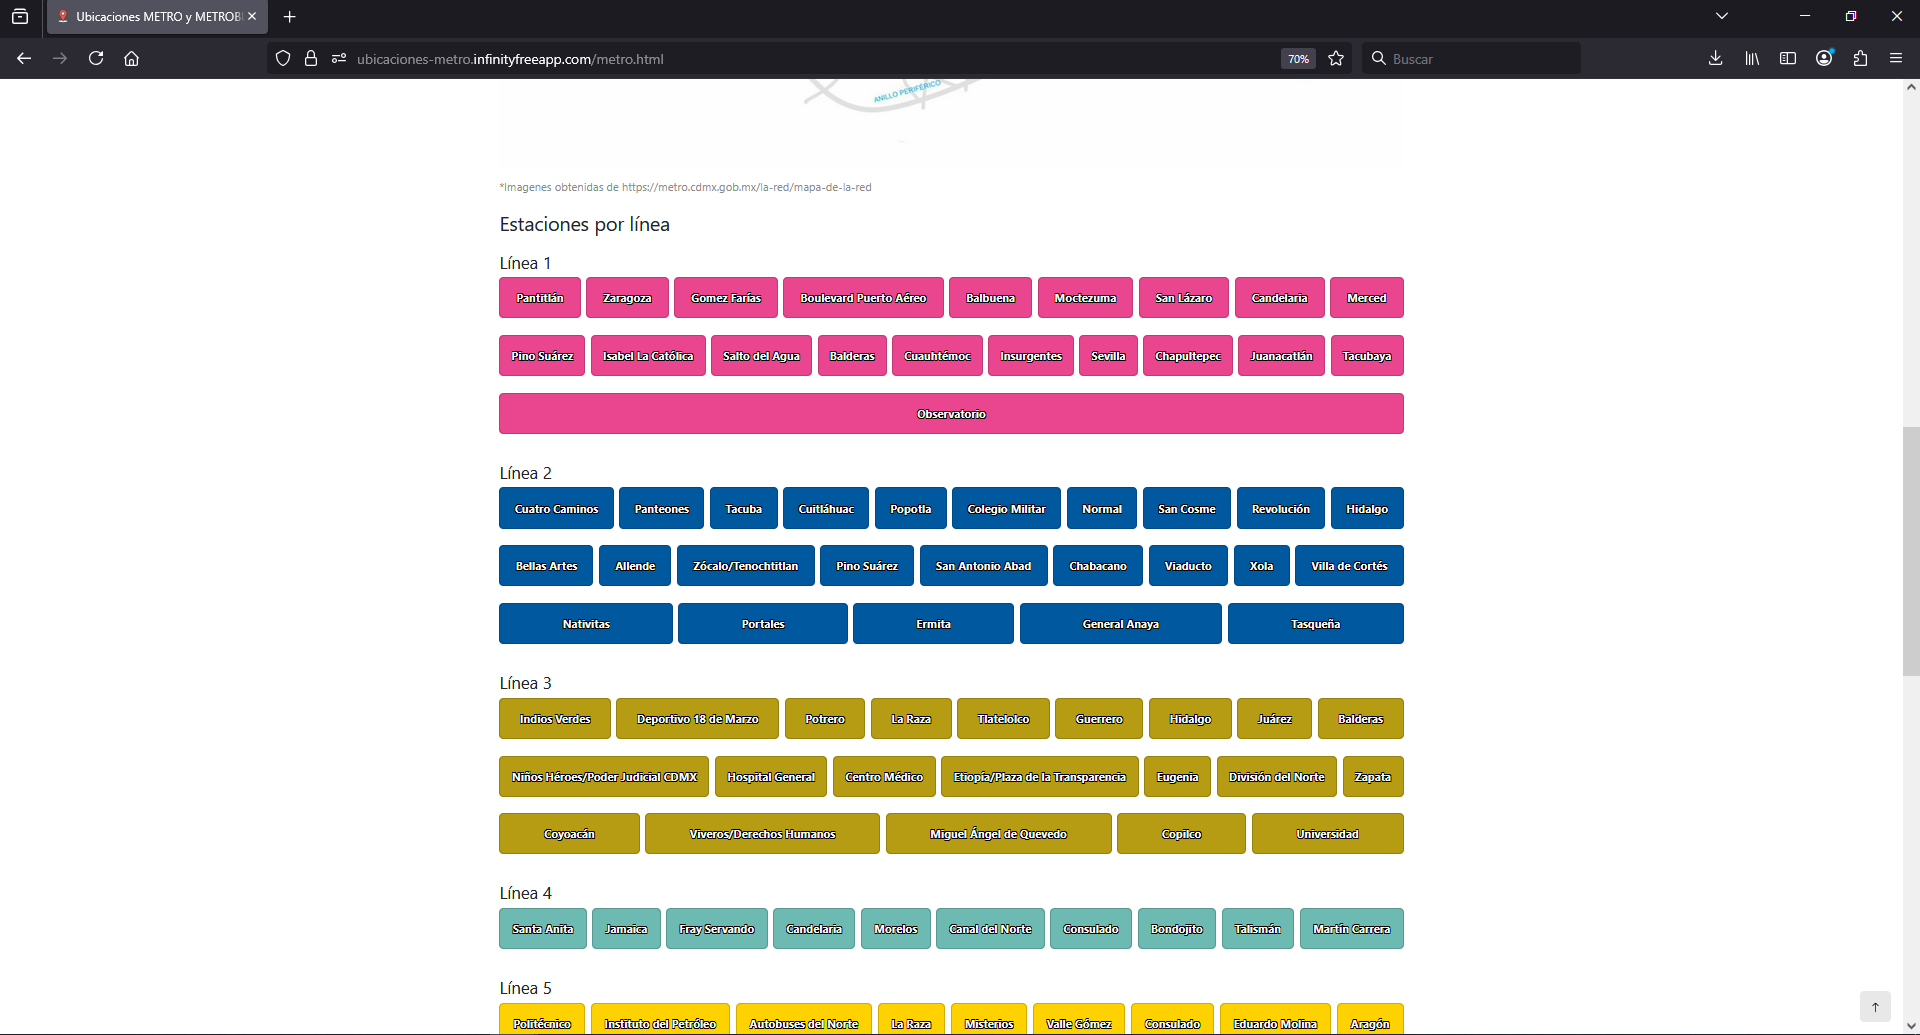 Ubicaciones METRO y METROB
ubicaciones-metro.infinityfreeapp.com/metro.html
70%
Buscar
ANILLO PERIFÉRICO
*Imagenes obtenidas de https://metro.cdmx.gob.mx/la-red/mapa-de-la-red
Estaciones por línea
Línea 1
Pantitlán Zaragoza Gomez Farías Boulevard Puerto Aéreo Balbuena Moctezuma San Lázaro Candelaria Merced
Pino Suárez Isabel La Católica Salto del Agua Balderas Cuauhtémoc Insurgentes Sevilla Chapultepec Juanacatlán Tacubaya
Observatorio
Línea 2
Cuatro Caminos Panteones Tacuba Cuitláhuac Popotla Colegio Militar Normal San Cosme Revolución Hidalgo
Bellas Artes Allende Zócalo/Tenochtitlan Pino Suárez San Antonio Abad Chabacano Viaducto Xola Villa de Cortés
Nativitas Portales Ermita General Anaya Tasqueña
Línea 3
Indios Verdes Deportivo 18 de Marzo Potrero La Raza Tlatelolco Guerrero Hidalgo Juárez Balderas
Niños Héroes/Poder Judicial CDMX Hospital General Centro Médico Etiopía/Plaza de la Transparencia Eugenia División del Norte Zapata
Coyoacán Viveros/Derechos Humanos Miguel Ángel de Quevedo Copilco Universidad
Línea 4
Santa Anita Jamaica Fray Servando Candelaria Morelos Canal del Norte Consulado Bondojito Talismán Martín Carrera
Línea 5
Politécnico Instituto del Petróleo Autobuses del Norte La Raza Misterios Valle Gómez Consulado Eduardo Molina Aragón